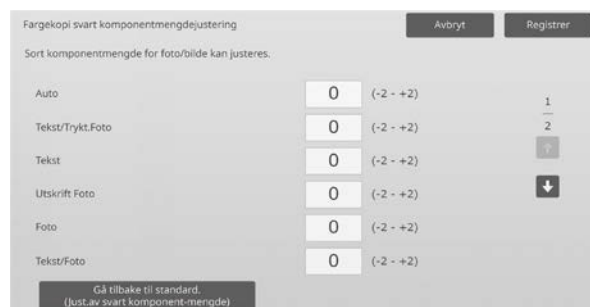 Fargekopi svart komponentmengdejustering
Avbryt
Registrer
Sort komponentmengde for foto/bilde kan justeres.
Auto 0 (-2 - +2)
1
Tekst/Trykt.Foto 0 (-2 - +2)
2
Tekst 0 (-2 - +2)
Utskrift Foto 0 (-2 - +2)
Foto 0 (-2 - +2)
Tekst/Foto 0 (-2 - +2)
Gå tilbake til standard.
(Just.av svart komponent-mengde)